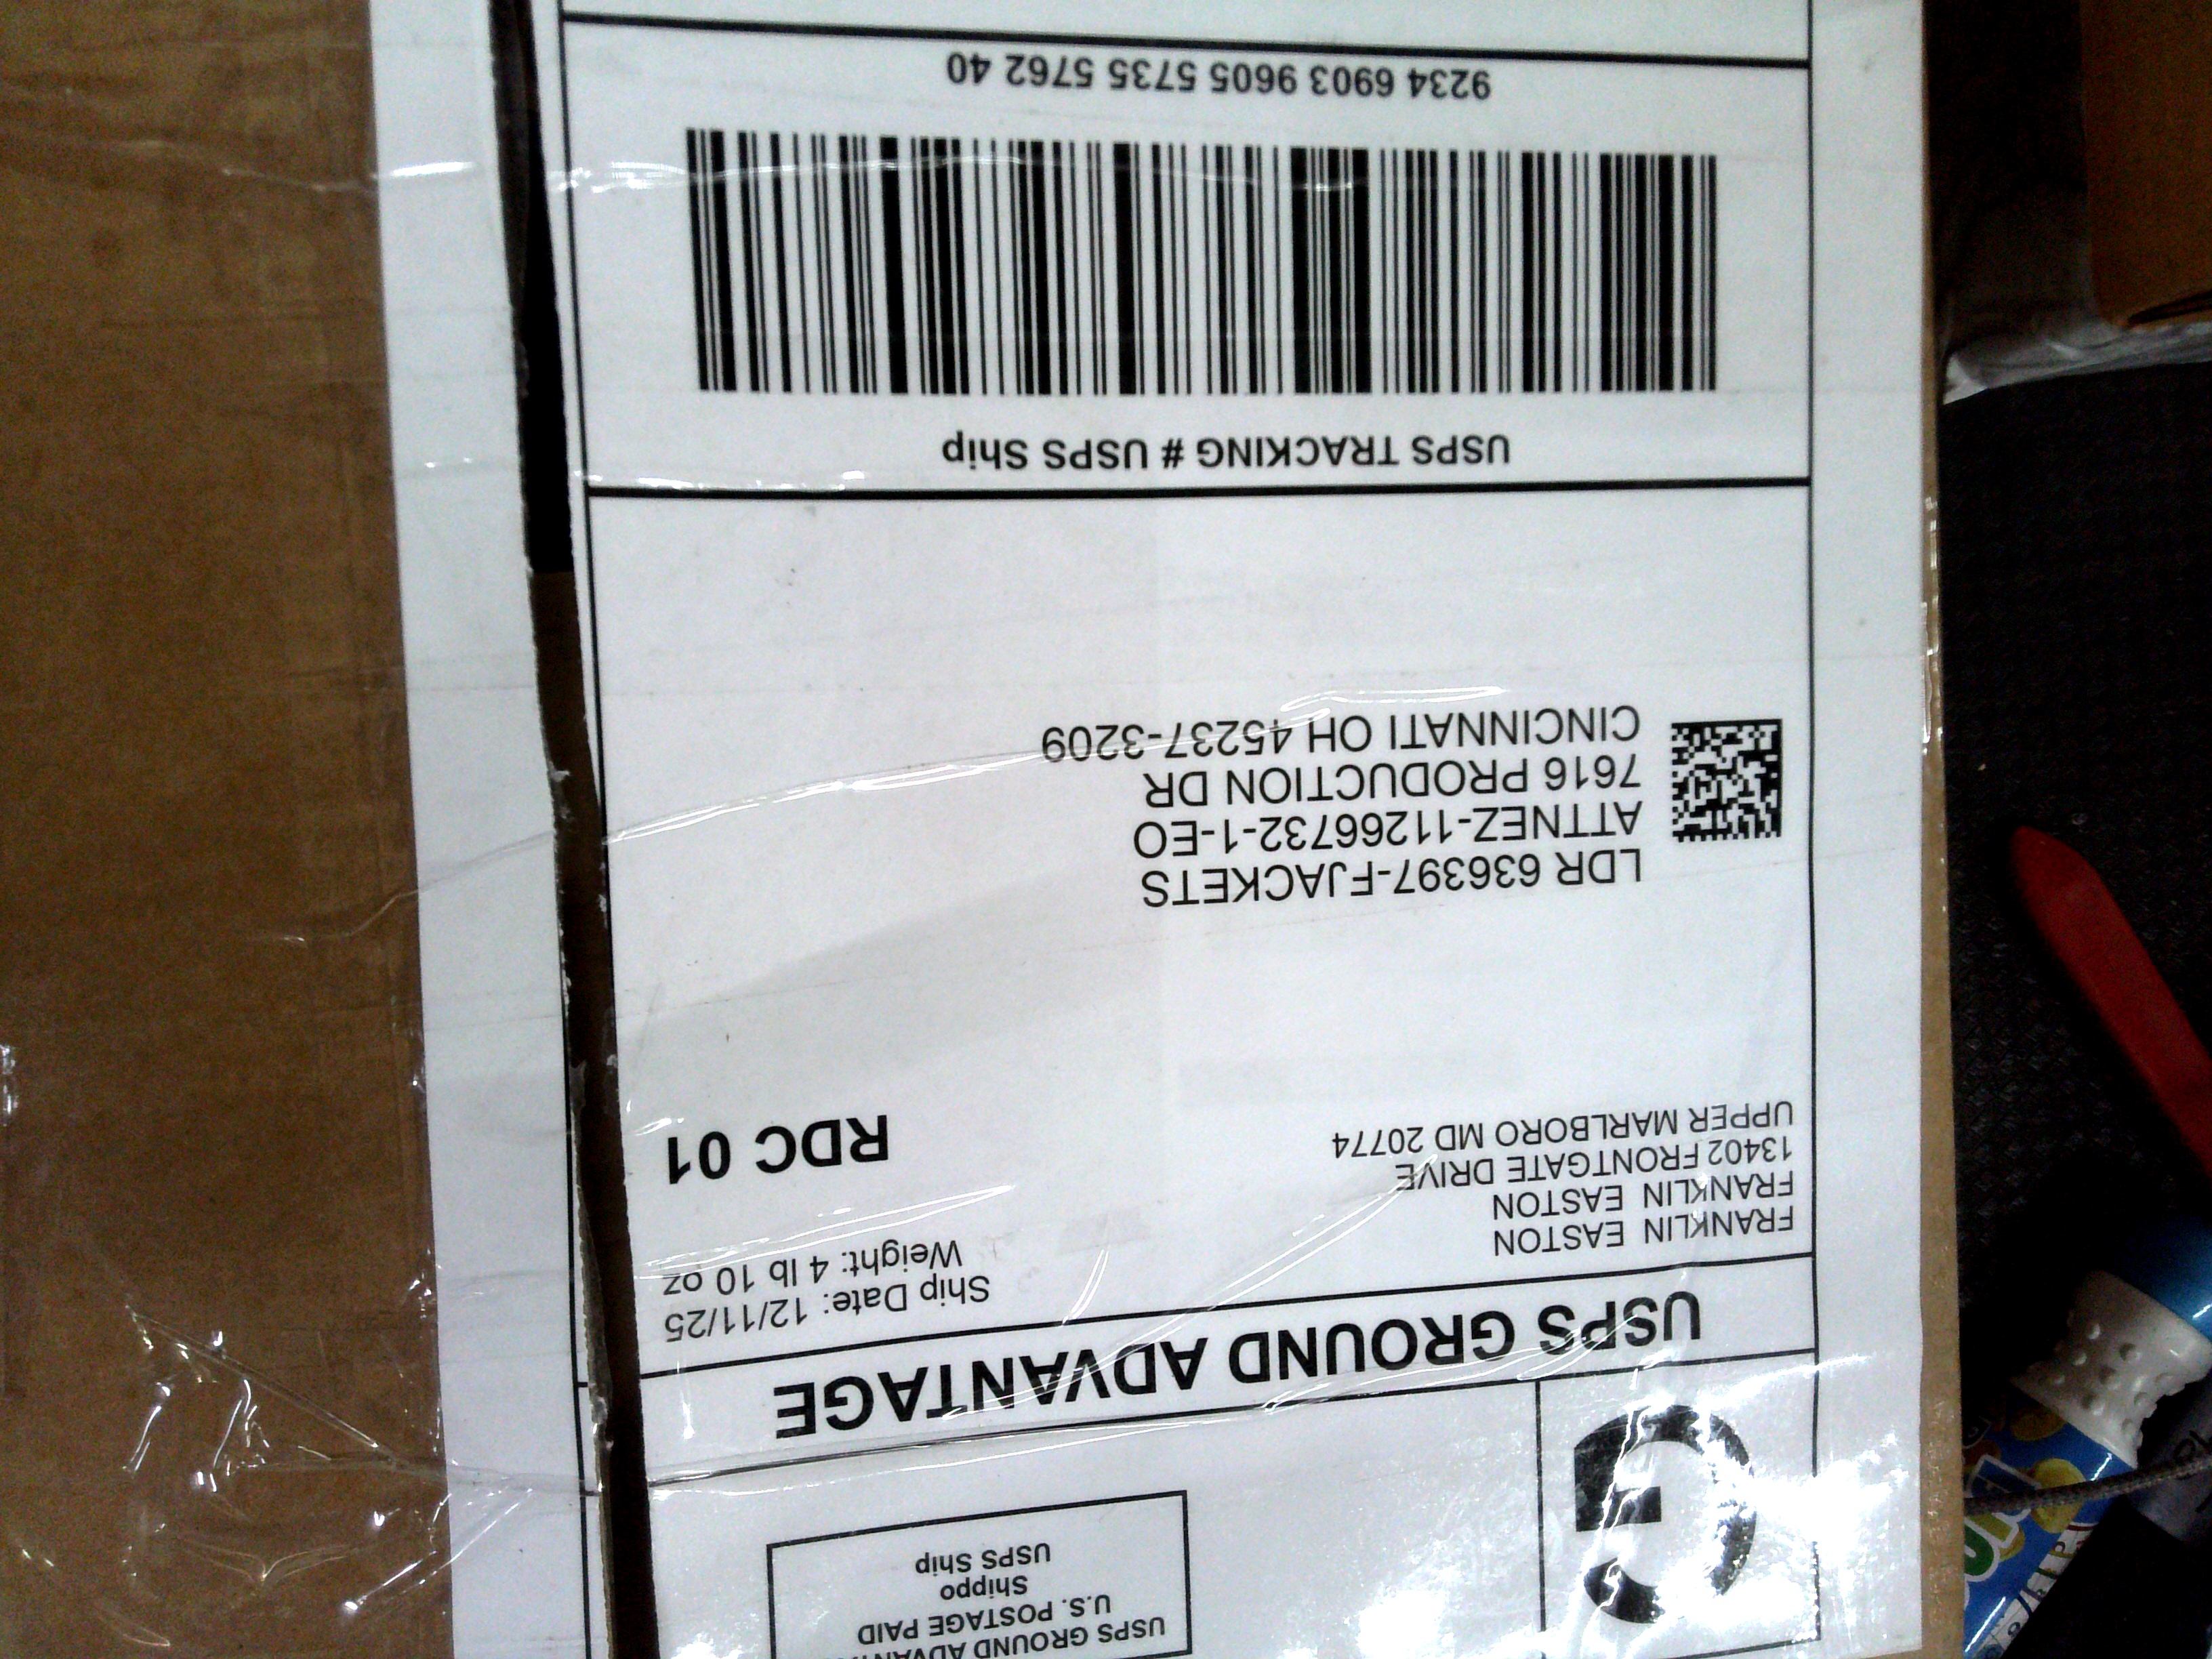 G
USPS GROUND
U.S. POSTAGE PAID
Shippo
USPS Ship
USPS GROUND ADVANTAGE
FRANKLIN EASTON
FRANKLIN EASTON
13402 FRONTGATE DRIVE
UPPER MARLBORO MD 20774
Ship Date: 12/11/25
Weight: 4 lb 10 oz
RDC 01
LDR 636397-FJACKETS
ATTNEZ-11266732-1-EO
7616 PRODUCTION DR
CINCINNATI OH 45237-3209
USPS TRACKING # USPS Ship
9234 6903 9605 5735 5762 40